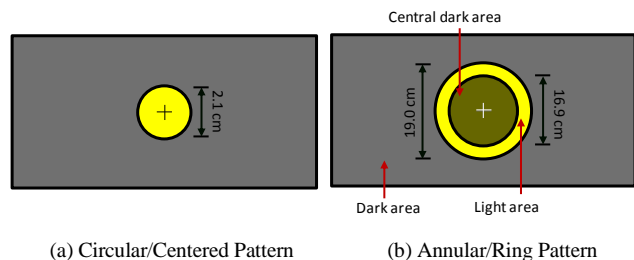 Central dark area
2.1 cm
19.0 cm
16.9 cm
Dark area
Light area
(a) Circular/Centered Pattern
(b) Annular/Ring Pattern